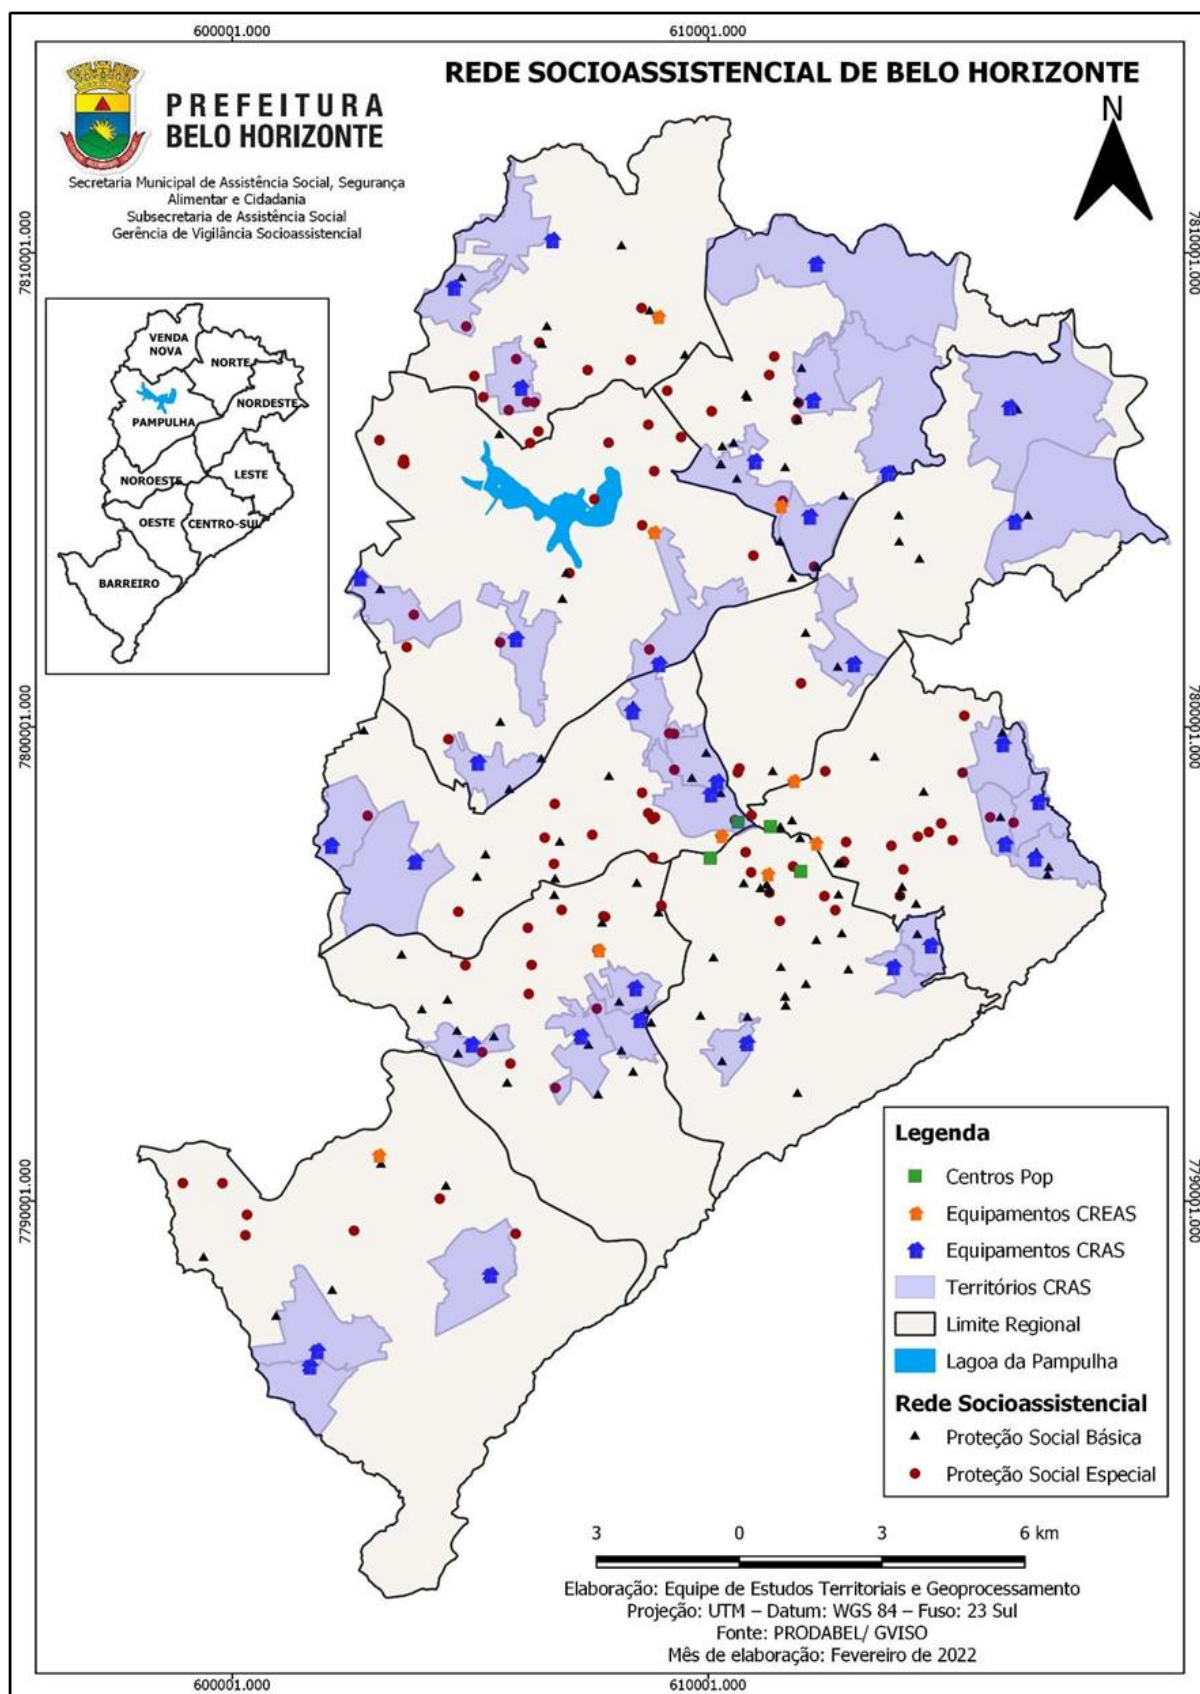 600001.000
610001.000
REDE SOCIOASSISTENCIAL DE BELO HORIZONTE
PREFEITURA
BELO HORIZONTE
Secretaria Municipal de Assistência Social, Segurança
Alimentar e Cidadania
Subsecretaria de Assistência Social
Gerência de Vigilância Socioassistencial
N
7810001.000
7810001.000
VENDA
NOVA
NORTE
NORDESTE
PAMPULHA
NOROESTE
LESTE
OESTE
CENTRO-SUL
BARREIRO
7800001.000
7800001.000
7790001.000
7790001.000
Legenda
Centros Pop
Equipamentos CREAS
Equipamentos CRAS
Territórios CRAS
Limite Regional
Lagoa da Pampulha
Rede Socioassistencial
Proteção Social Básica
Proteção Social Especial
3 0 3 6 km
Elaboração: Equipe de Estudos Territoriais e Geoprocessamento
Projeção: UTM – Datum: WGS 84 – Fuso: 23 Sul
Fonte: PRODABEL/ GVISO
Mês de elaboração: Fevereiro de 2022
600001.000
610001.000